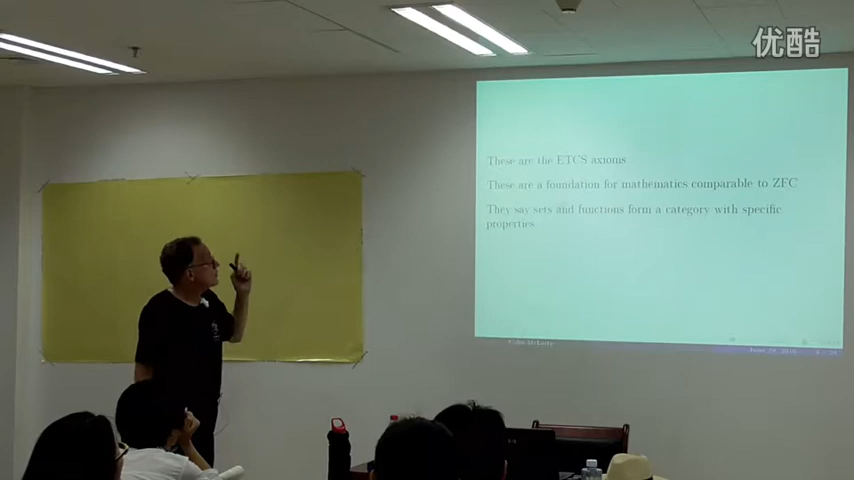 优酷
These are the ETCS axioms
These are a foundation for mathematics comparable to ZFC
They say sets and functions form a category with specific
properties